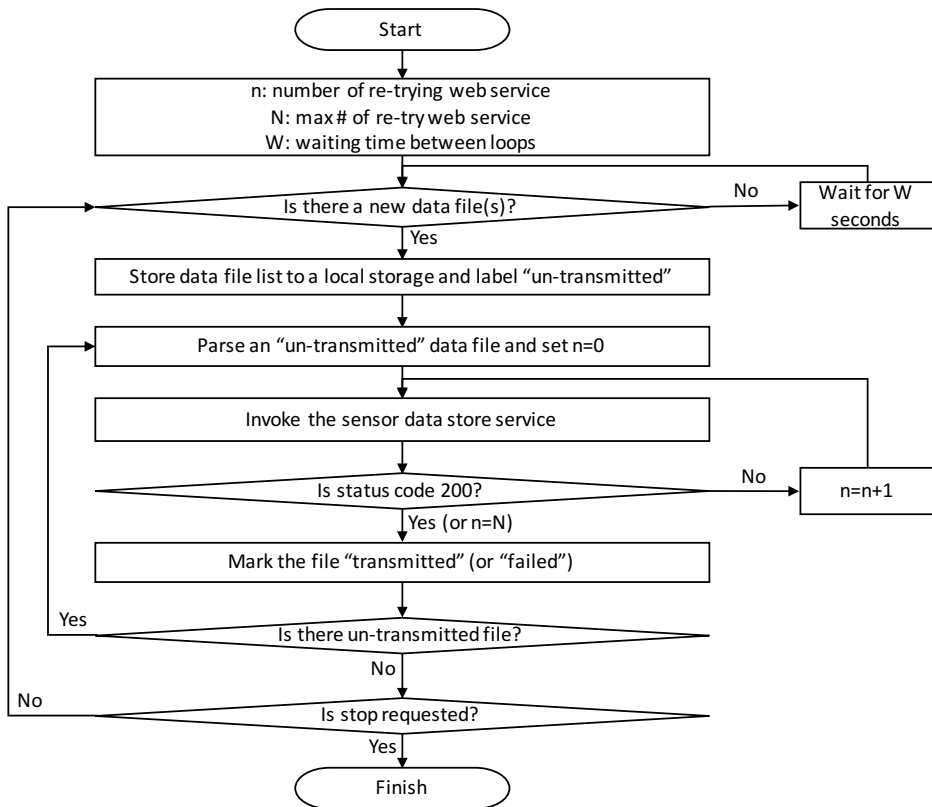 Start
n: number of re-trying web service
N: max # of re-try web service
W: waiting time between loops
Is there a new data file(s)?
No
Wait for W
seconds
Yes
Store data file list to a local storage and label “un-transmitted”
Parse an “un-transmitted” data file and set n=0
Invoke the sensor data store service
Is status code 200?
No
n=n+1
Yes (or n=N)
Mark the file “transmitted” (or “failed”)
Yes
Is there un-transmitted file?
No
No
Is stop requested?
Yes
Finish